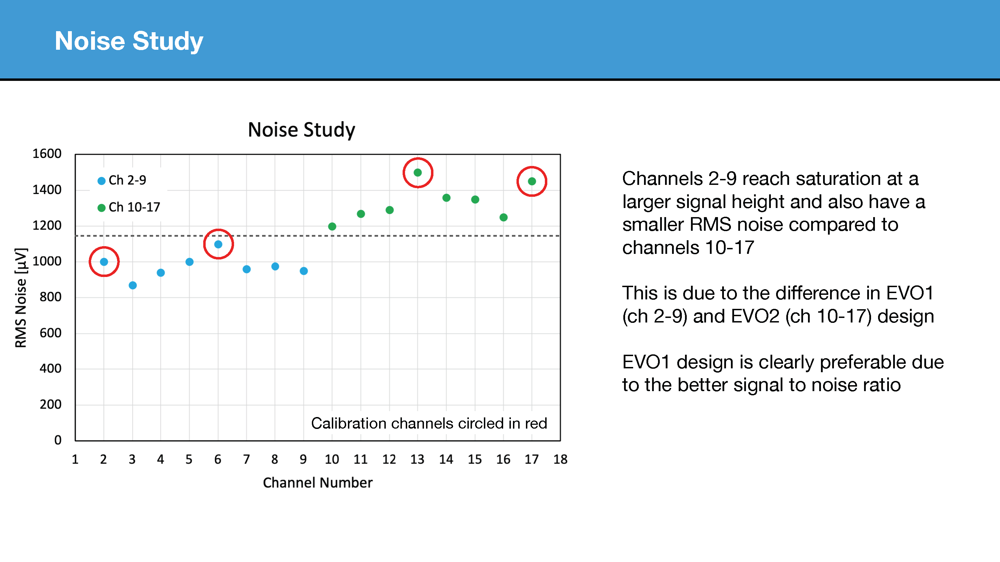 Noise Study
Noise Study
1600
1400
1200
1000
800
600
400
200
0
RMS Noise [µV]
Ch 2-9
Ch 10-17
Calibration channels circled in red
1 2 3 4 5 6 7 8 9 10 11 12 13 14 15 16 17 18
Channel Number
Channels 2-9 reach saturation at a
larger signal height and also have a
smaller RMS noise compared to
channels 10-17
This is due to the difference in EVO1
(ch 2-9) and EVO2 (ch 10-17) design
EVO1 design is clearly preferable due
to the better signal to noise ratio